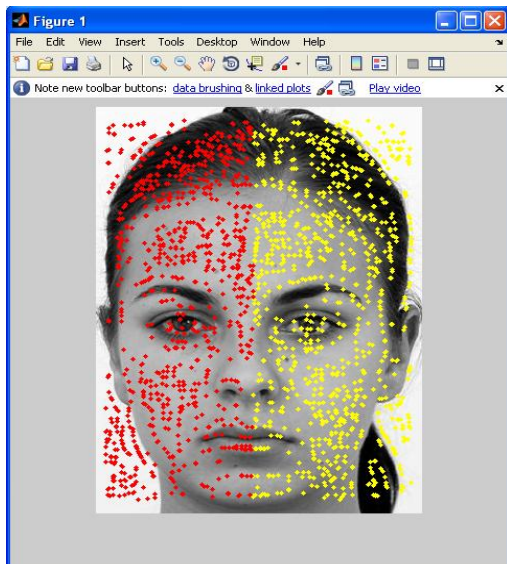 Figure 1
File Edit View Insert Tools Desktop Window Help
Note new toolbar buttons: data brushing & linked plots Play video